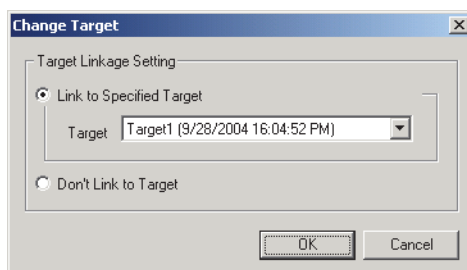 Change Target
Target Linkage Setting
Link to Specified Target
Target Target1 (9/28/2004 16:04:52 PM)
Don't Link to Target
OK Cancel